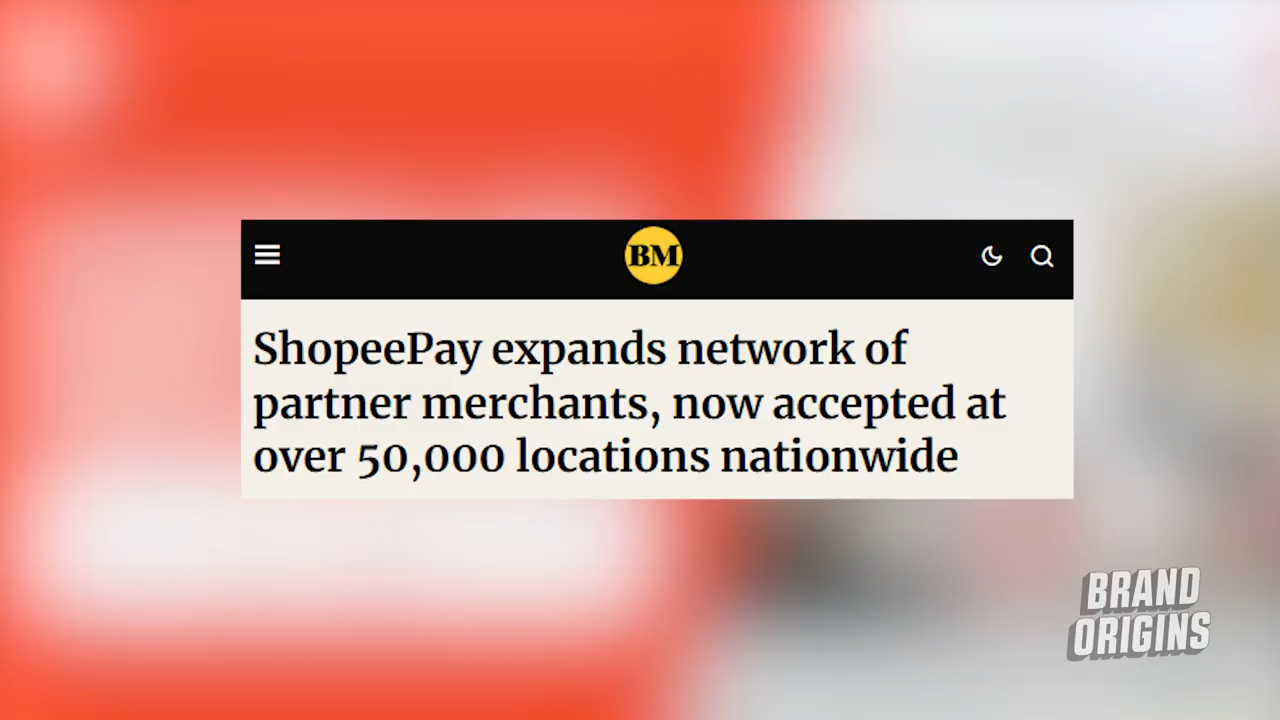 BM
ShopeePay expands network of
partner merchants, now accepted at
over 50,000 locations nationwide
BRAND
ORIGINS